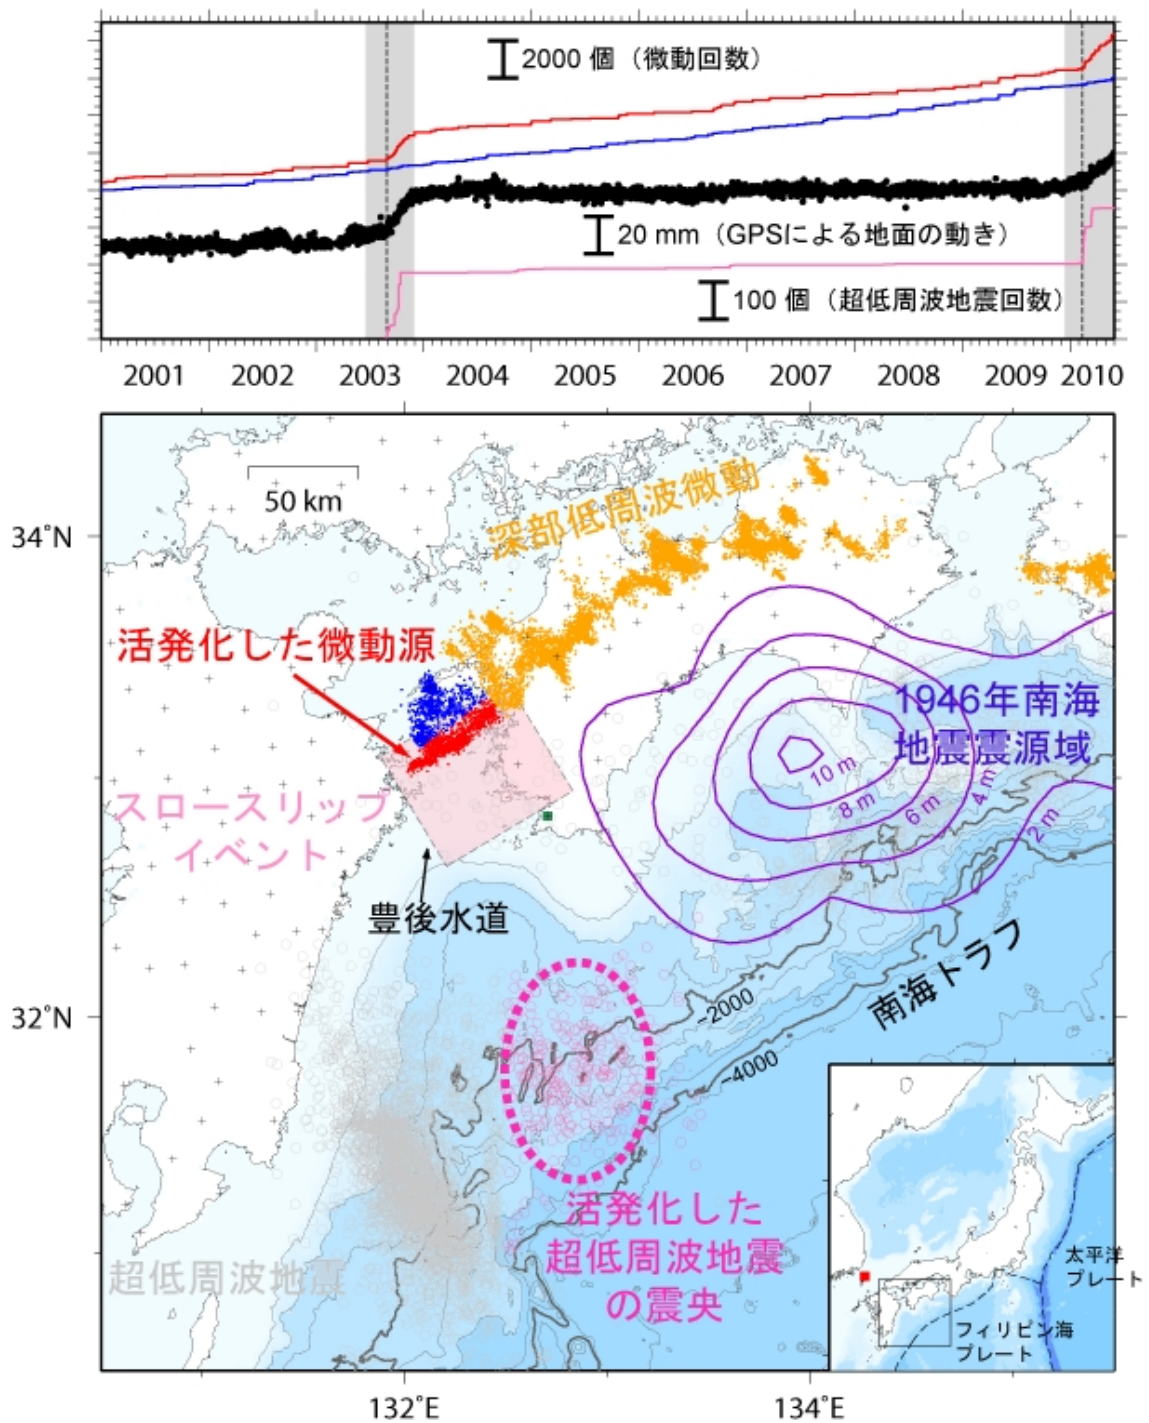 2000 個（微動回数）
20 mm（GPSによる地面の動き）
100 個（超低周波地震回数）
2001 2002 2003 2004 2005 2006 2007 2008 2009 2010
50 km
深部低周波微動
34°N
活発化した微動源
1946年南海
地震震源域
10 m
8 m
6 m
4 m
2 m
スロースリップ
イベント
豊後水道
南海トラフ
32°N
-2000
-4000
活発化した
超低周波地震
の震央
超低周波地震
太平洋
プレート
フィリピン海
プレート
132°E
134°E